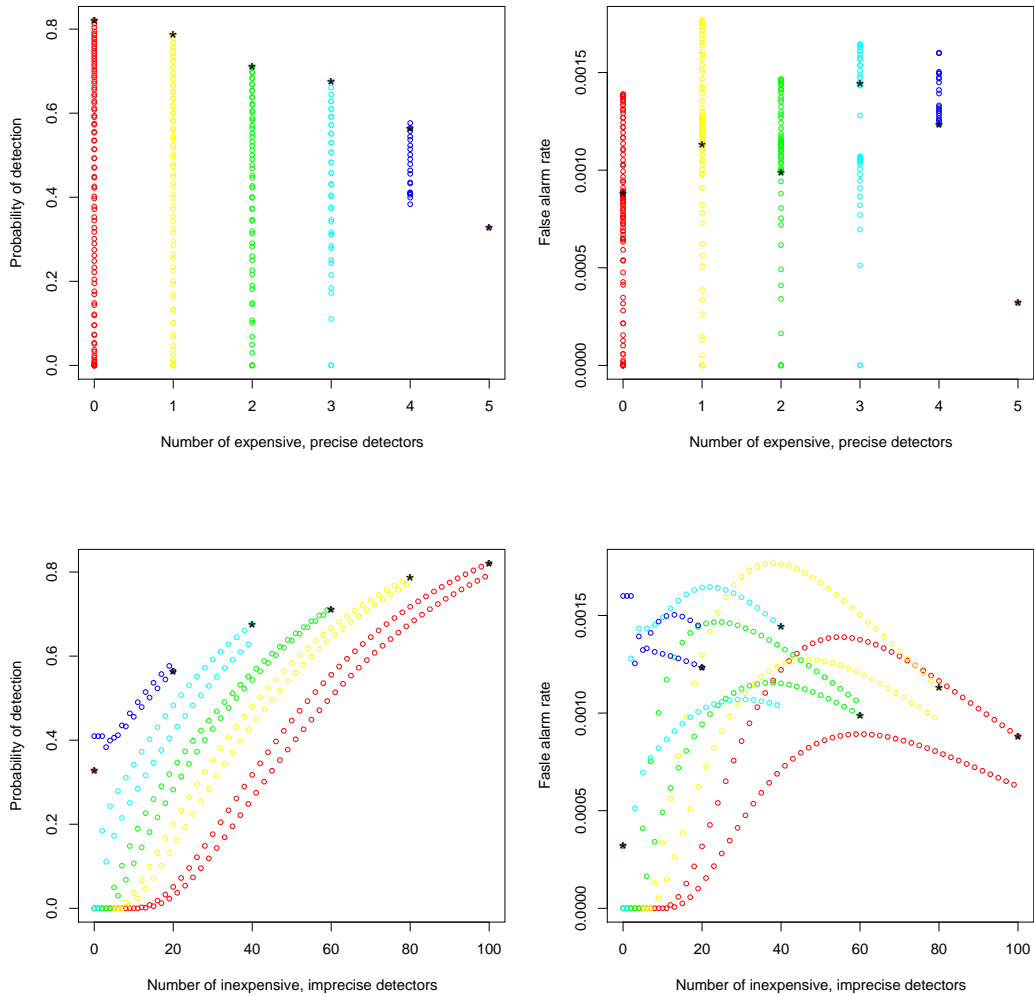 0.0 0.2 0.4 0.6 0.8
Probability of detection
0 1 2 3 4 5
Number of expensive, precise detectors
0.0000 0.0005 0.0010 0.0015
False alarm rate
0 1 2 3 4 5
Number of expensive, precise detectors
0.0 0.2 0.4 0.6 0.8
Probability of detection
0 20 40 60 80 100
Number of inexpensive, imprecise detectors
0.0000 0.0005 0.0010 0.0015
Fasle alarm rate
0 20 40 60 80 100
Number of inexpensive, imprecise detectors